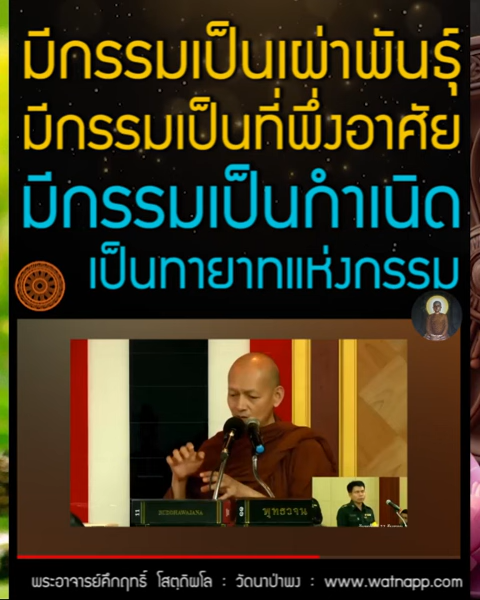 มีกรรมเป็นเผ่าพันธุ์
มีกรรมเป็นที่พึ่งอาศัย
มีกรรมเป็นกำเนิด
เป็นทายาทแห่งกรรม
BUDDHAWAJANA
พุทธวจน
พระอาจารย์คึกฤทธิ์ โสตฺถิผโล : วัดนาป่าพง : www.watnapp.com